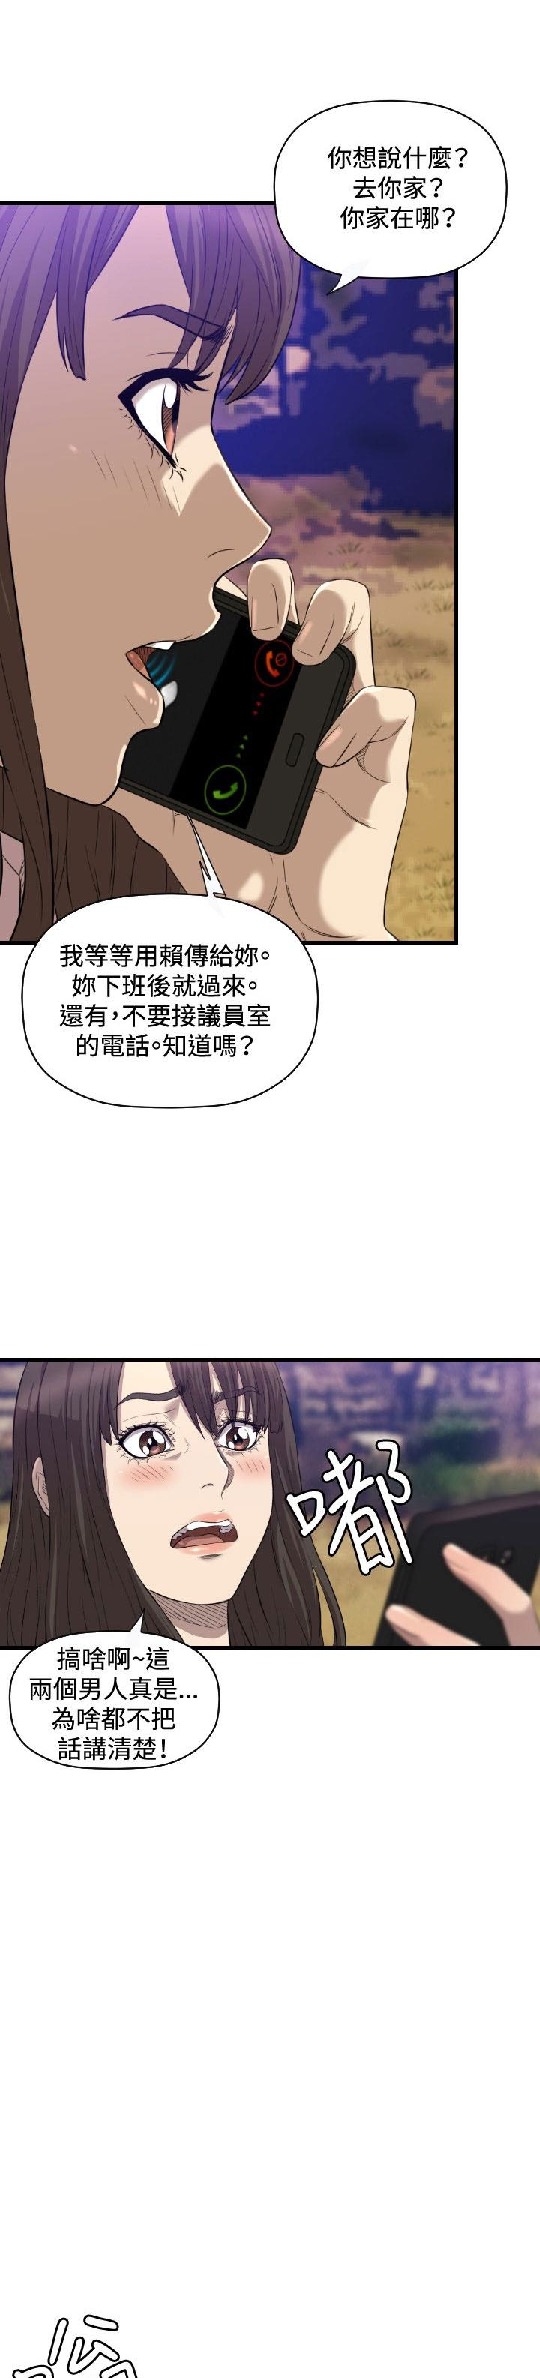 你想說什麼？
去你家？
你家在哪？
我等等用賴傳給妳。
妳下班後就過來。
還有，不要接議員室
的電話。知道嗎？
嘟
搞啥啊~這
兩個男人真是...
為啥都不把
話講清楚！